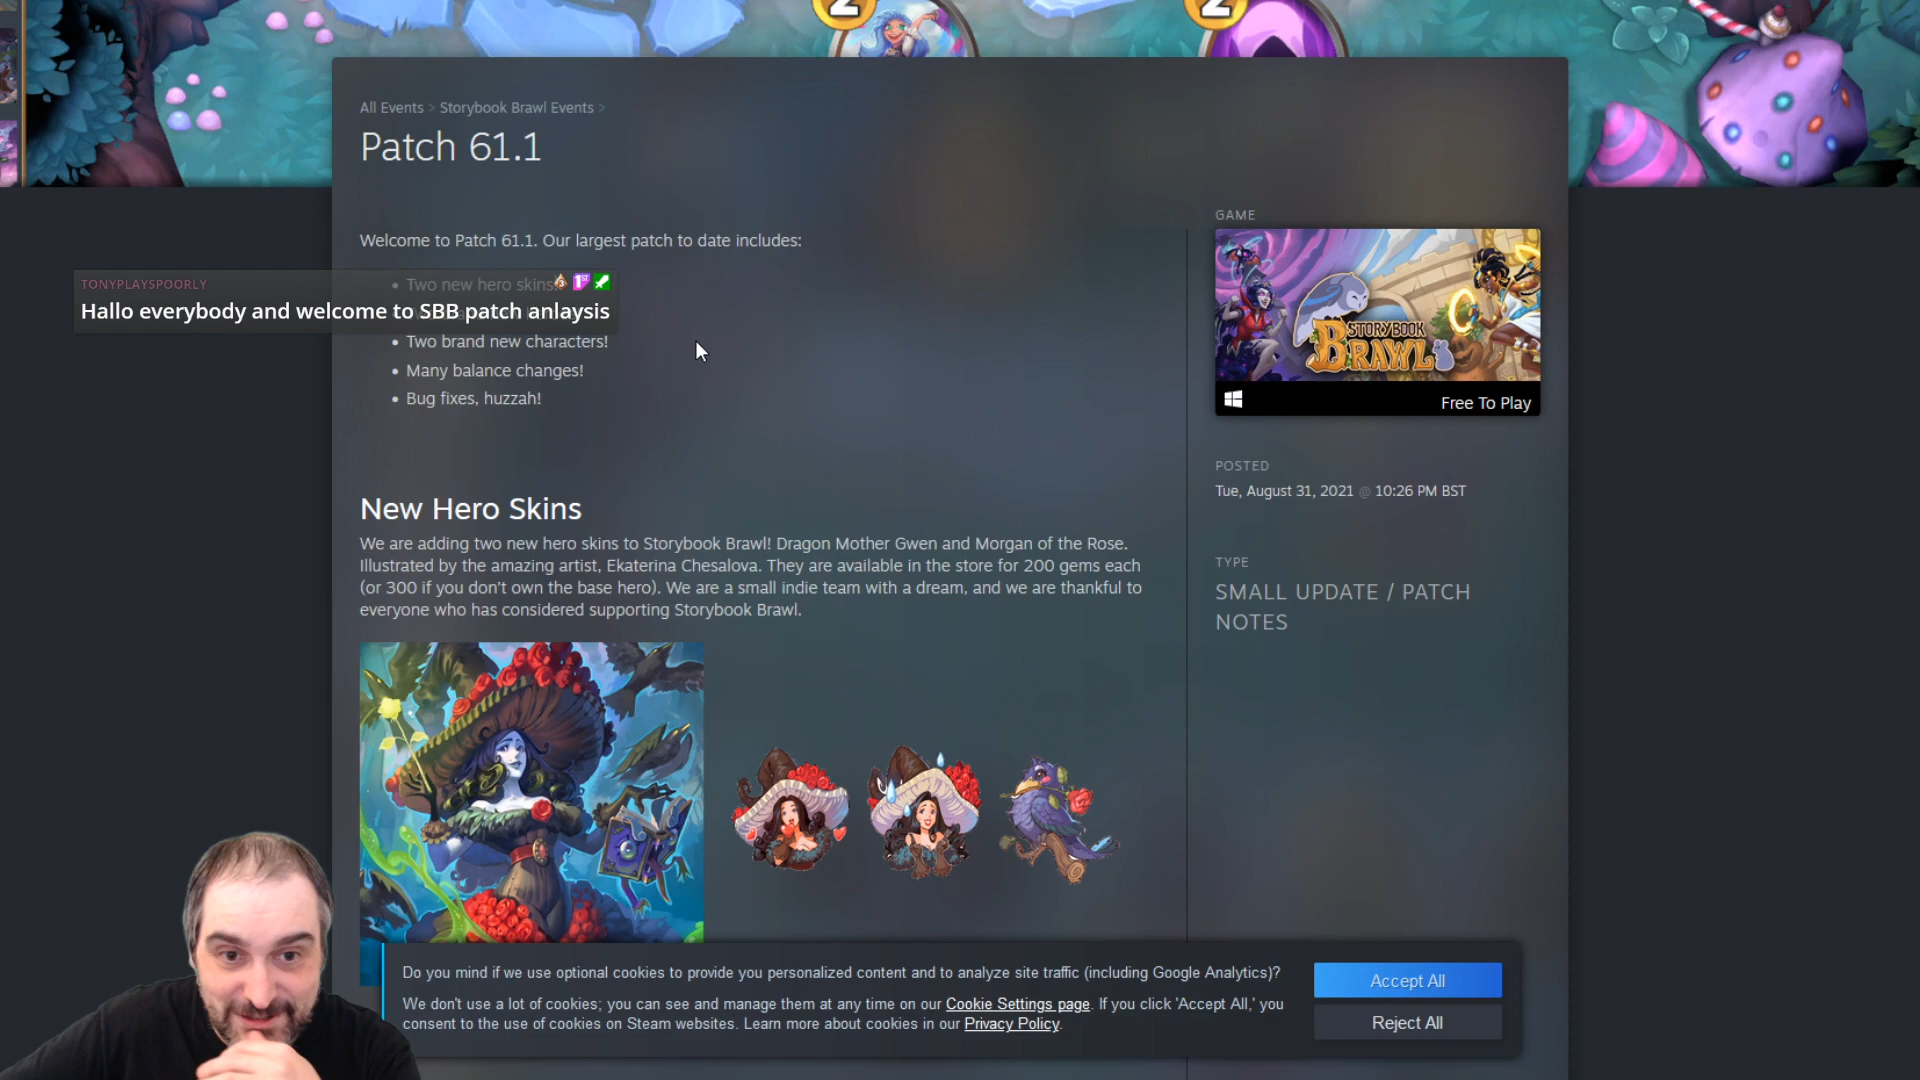 2
2
All Events > Storybook Brawl Events >
Patch 61.1
Welcome to Patch 61.1. Our largest patch to date includes:
TONYPLAYSPOORLY
Hallo everybody and welcome to SBB patch anlaysis
Two new hero skins!
• Two brand new characters!
• Many balance changes!
• Bug fixes, huzzah!
New Hero Skins
We are adding two new hero skins to Storybook Brawl! Dragon Mother Gwen and Morgan of the Rose.
Illustrated by the amazing artist, Ekaterina Chesalova. They are available in the store for 200 gems each
(or 300 if you don't own the base hero). We are a small indie team with a dream, and we are thankful to
everyone who has considered supporting Storybook Brawl.
GAME
STORYBOOK
BRAWL
Free To Play
POSTED
Tue, August 31, 2021 @ 10:26 PM BST
TYPE
SMALL UPDATE / PATCH
NOTES
Do you mind if we use optional cookies to provide you personalized content and to analyze site traffic (including Google Analytics)?
We don't use a lot of cookies; you can see and manage them at any time on our Cookie Settings page. If you click 'Accept All,' you
consent to the use of cookies on Steam websites. Learn more about cookies in our Privacy Policy.
Accept All
Reject All